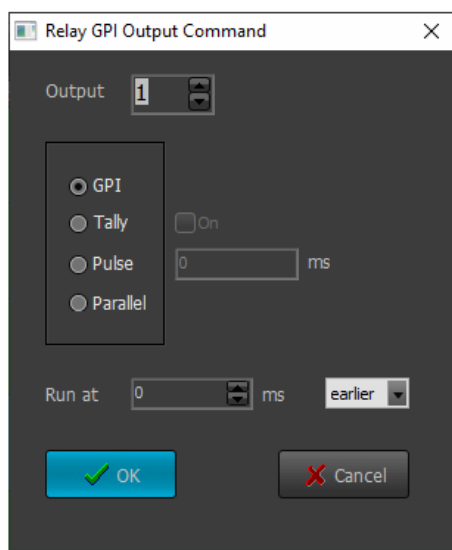 Relay GPI Output Command
Output 1
GPI
Tally On
Pulse 0 ms
Parallel
Run at 0 ms earlier
OK Cancel